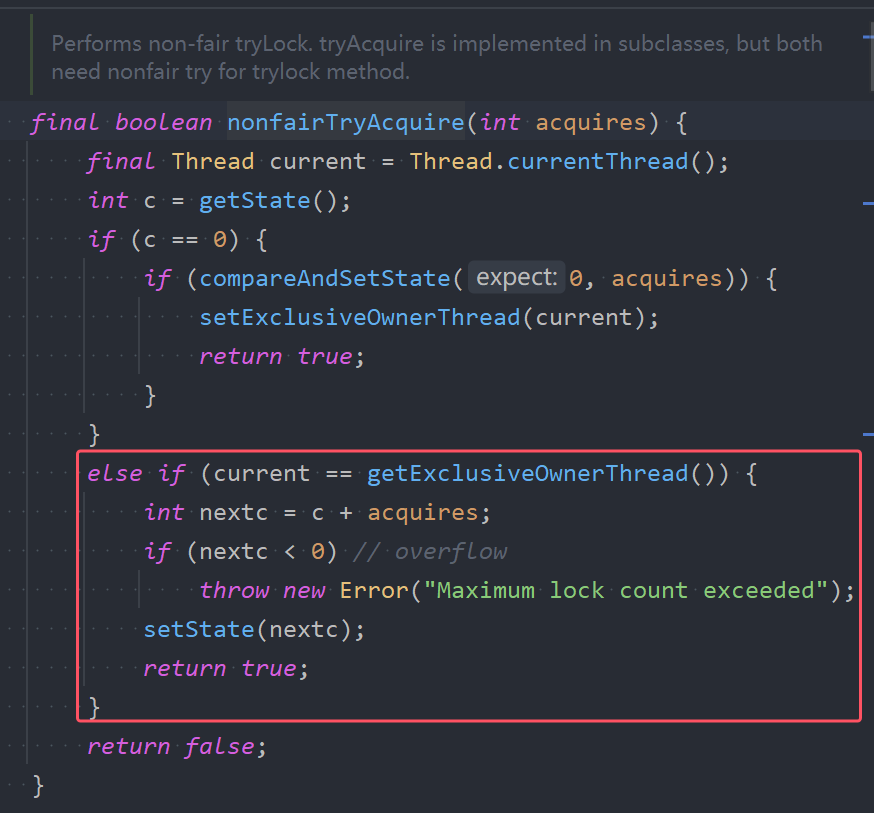 Performs non-fair tryLock. tryAcquire is implemented in subclasses, but both
need nonfair try for trylock method.
final boolean nonfairTryAcquire(int acquires) {
    final Thread current = Thread.currentThread();
    int c = getState();
    if (c == 0) {
        if (compareAndSetState( expect: 0, acquires)) {
            setExclusiveOwnerThread(current);
            return true;
        }
    }
    else if (current == getExclusiveOwnerThread()) {
        int nextc = c + acquires;
        if (nextc < 0) // overflow
            throw new Error("Maximum lock count exceeded");
        setState(nextc);
        return true;
    }
    return false;
}